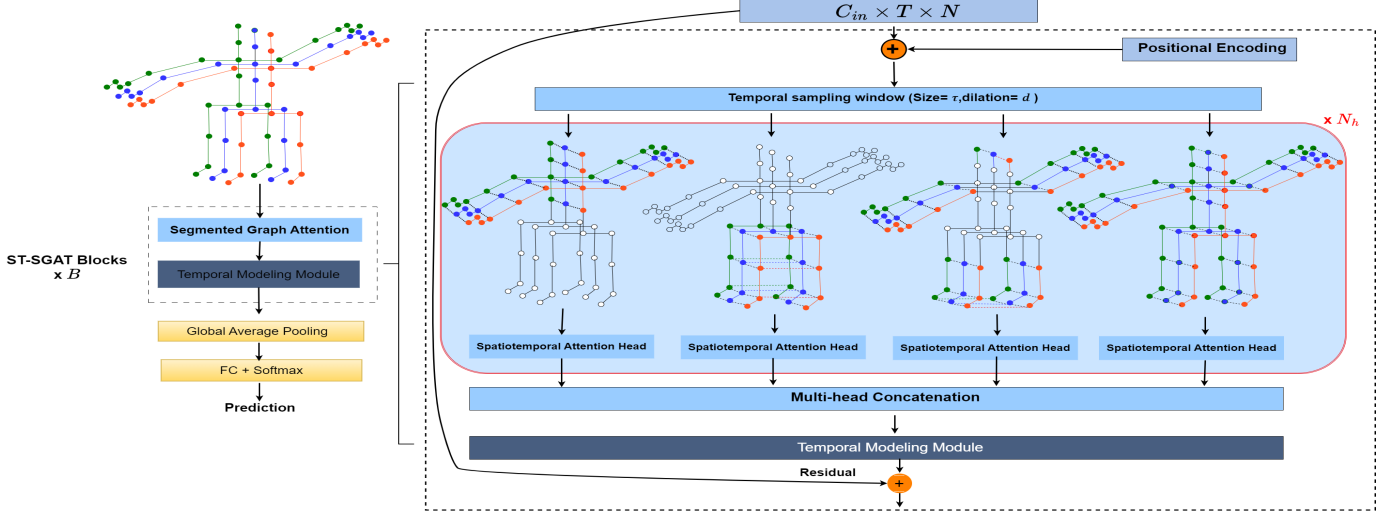 ST-SGAT Blocks
x B
Segmented Graph Attention
Temporal Modeling Module
Global Average Pooling
FC + Softmax
Prediction
C_{in} × T × N
+
Positional Encoding
Temporal sampling window (Size= τ,dilation= d )
x N_h
Spatiotemporal Attention Head
Spatiotemporal Attention Head
Spatiotemporal Attention Head
Spatiotemporal Attention Head
Multi-head Concatenation
Temporal Modeling Module
Residual
+